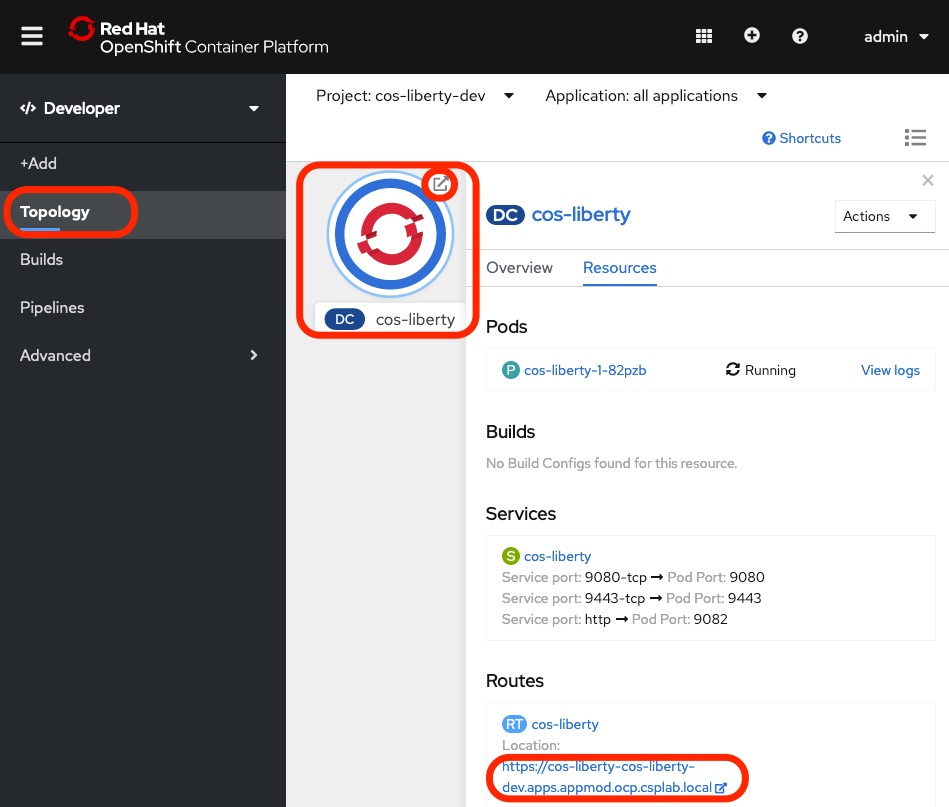 Red Hat
OpenShift Container Platform
admin
</> Developer
+Add
Topology
Builds
Pipelines
Advanced
Project: cos-liberty-dev
Application: all applications
Shortcuts
DC cos-liberty
DC cos-liberty
Actions
Overview
Resources
Pods
P cos-liberty-1-82pzb
Running
View logs
Builds
No Build Configs found for this resource.
Services
S cos-liberty
Service port: 9080-tcp → Pod Port: 9080
Service port: 9443-tcp → Pod Port: 9443
Service port: http → Pod Port: 9082
Routes
RT cos-liberty
Location:
https://cos-liberty-cos-liberty-
dev.apps.appmod.ocp.csplab.local